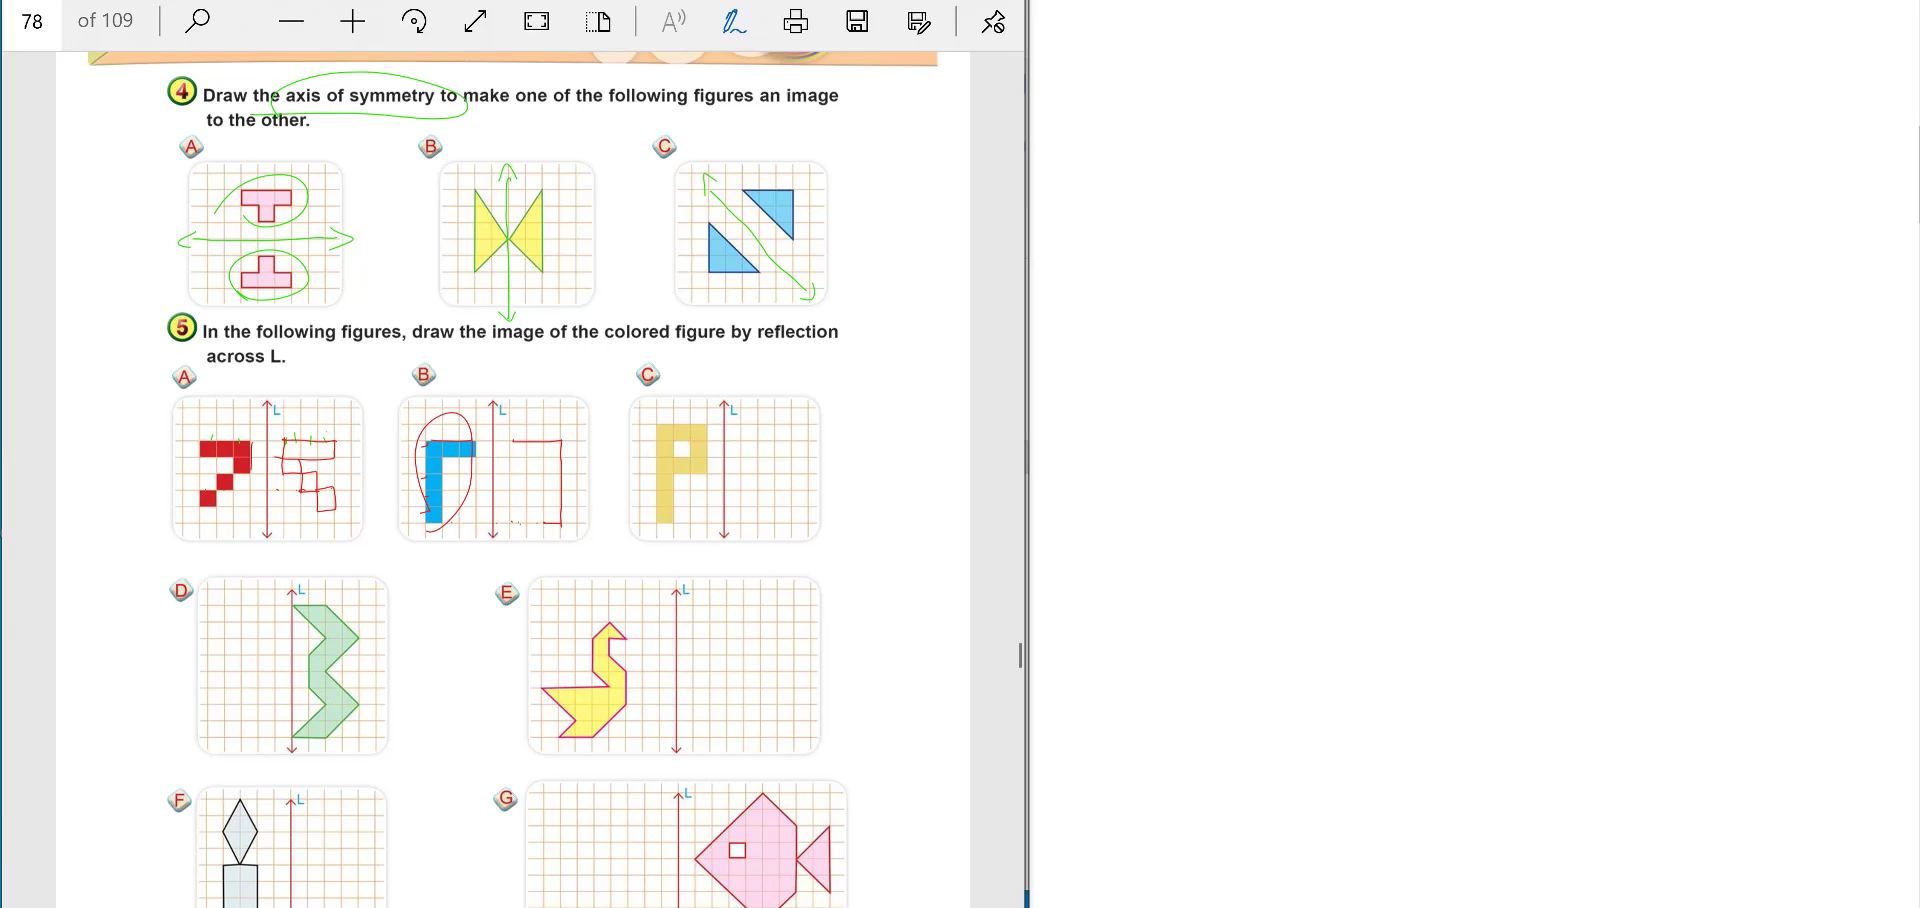 78 of 109
4 Draw the axis of symmetry to make one of the following figures an image
to the other.
A B C
5 In the following figures, draw the image of the colored figure by reflection
across L.
A B C
L L L
D E
L L
F G
L L